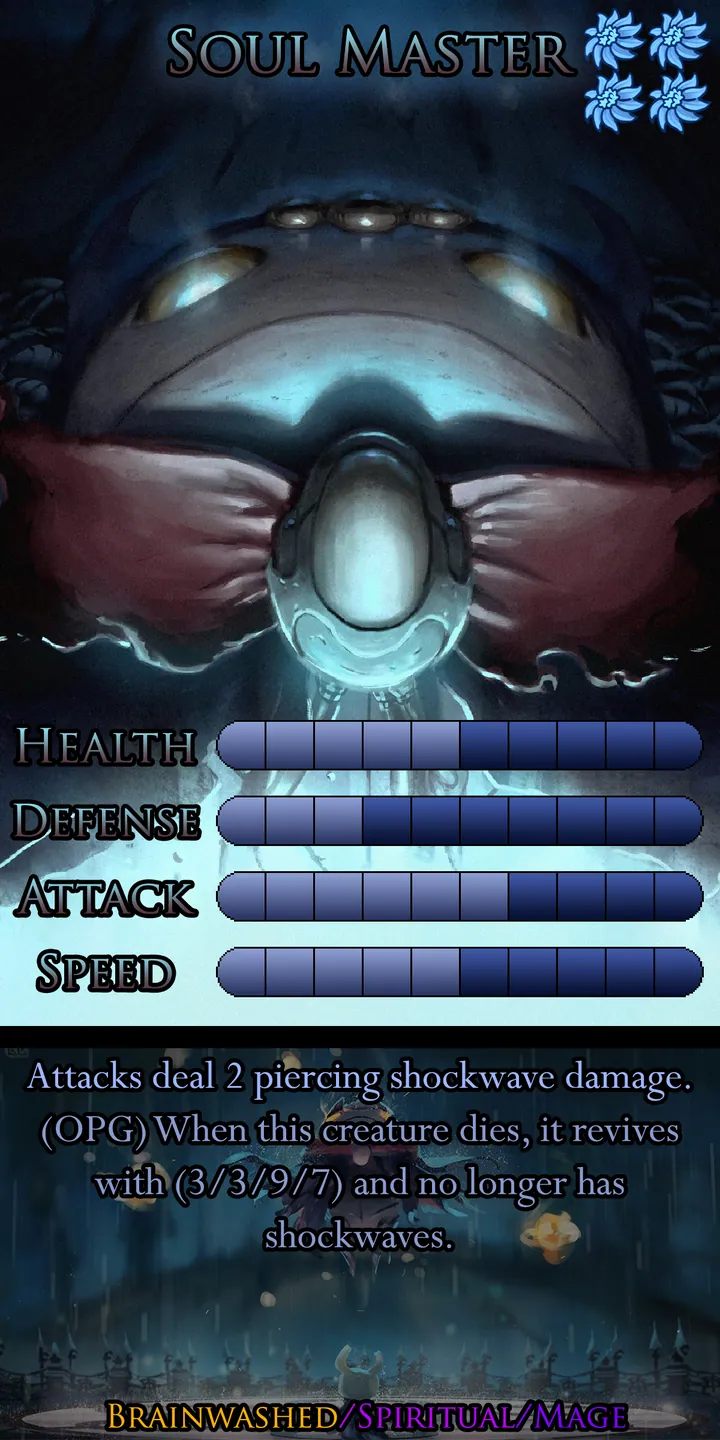 Soul Master
Health
Defense
Attack
Speed
Attacks deal 2 piercing shockwave damage.
(OPG) When this creature dies, it revives
with (3/3/9/7) and no longer has
shockwaves.
Brainwashed/Spiritual/Mage